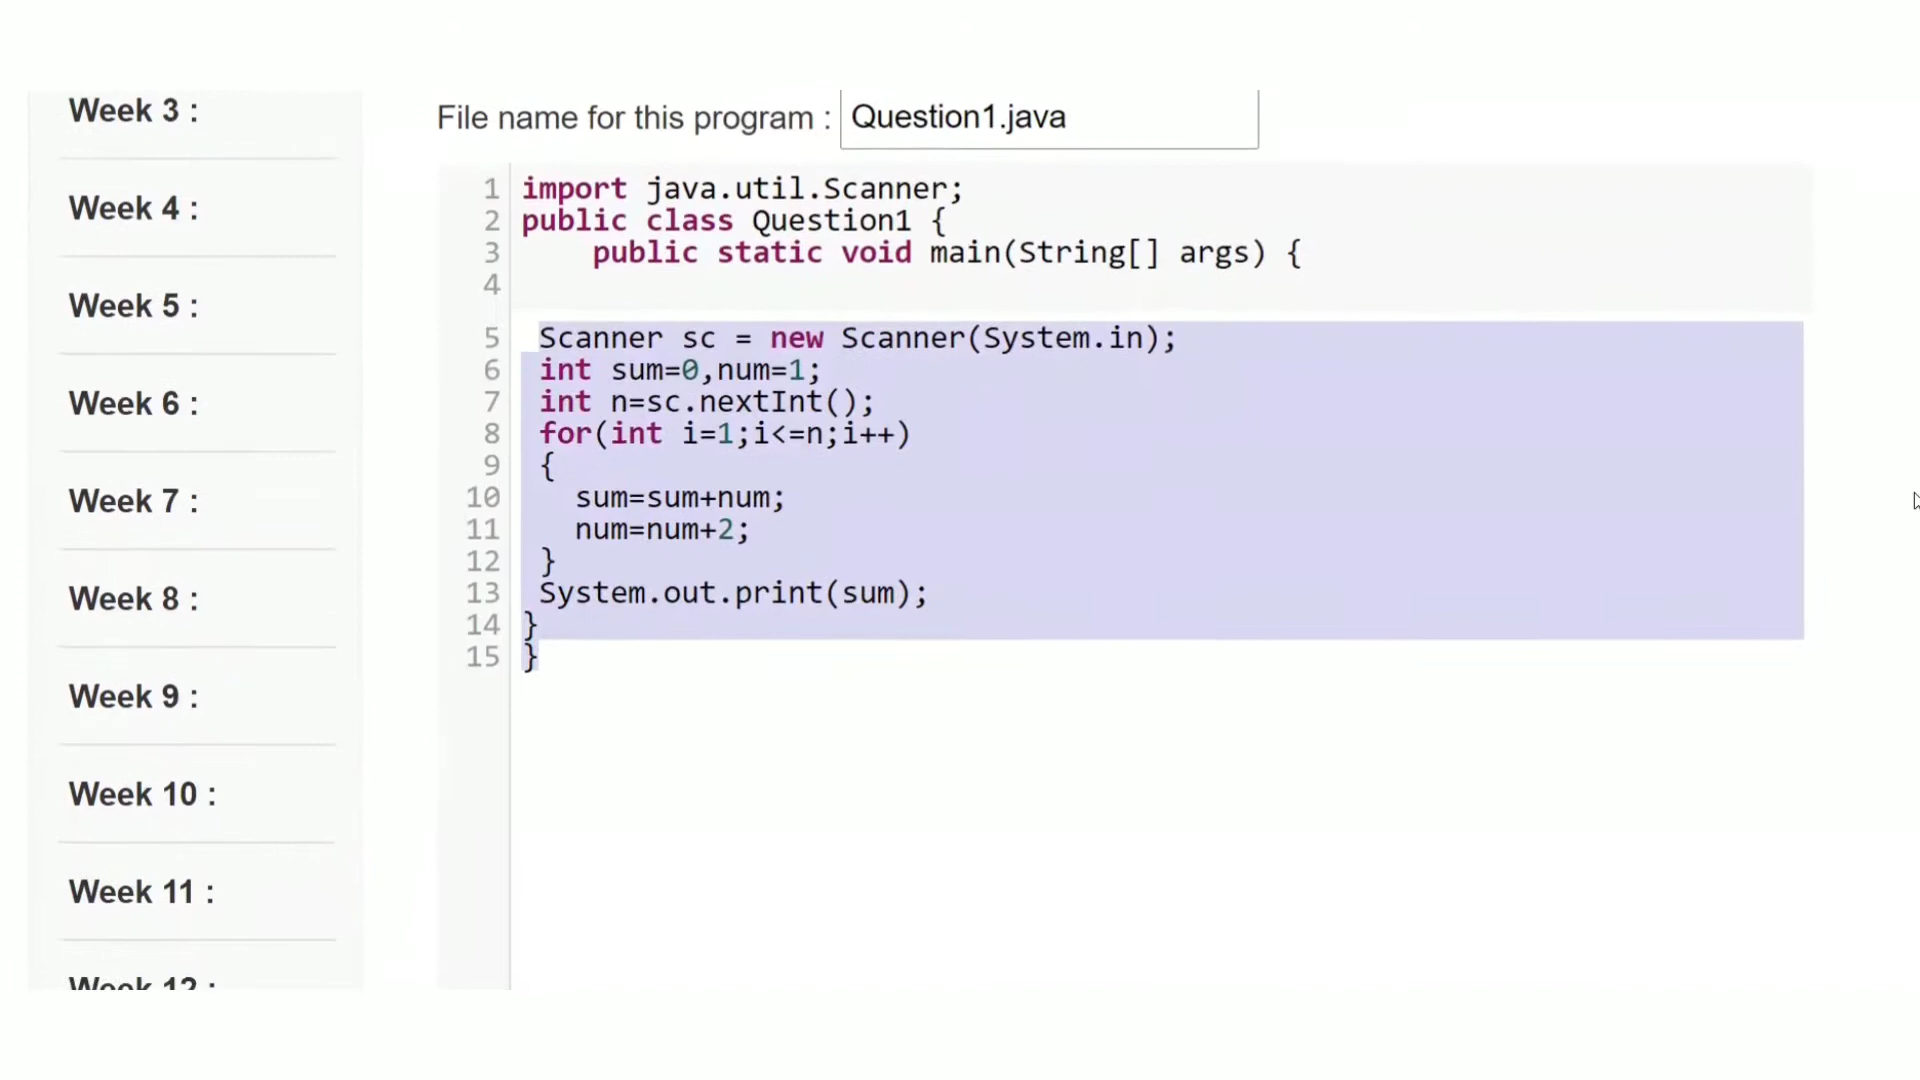 Week 3 :
Week 4 :
Week 5 :
Week 6 :
Week 7 :
Week 8 :
Week 9 :
Week 10 :
Week 11 :
Week 12 :
File name for this program : Question1.java
1 import java.util.Scanner;
2 public class Question1 {
3 public static void main(String[] args) {
4
5 Scanner sc = new Scanner(System.in);
6 int sum=0,num=1;
7 int n=sc.nextInt();
8 for(int i=1;i<=n;i++)
9 {
10 sum=sum+num;
11 num=num+2;
12 }
13 System.out.print(sum);
14 }
15 }